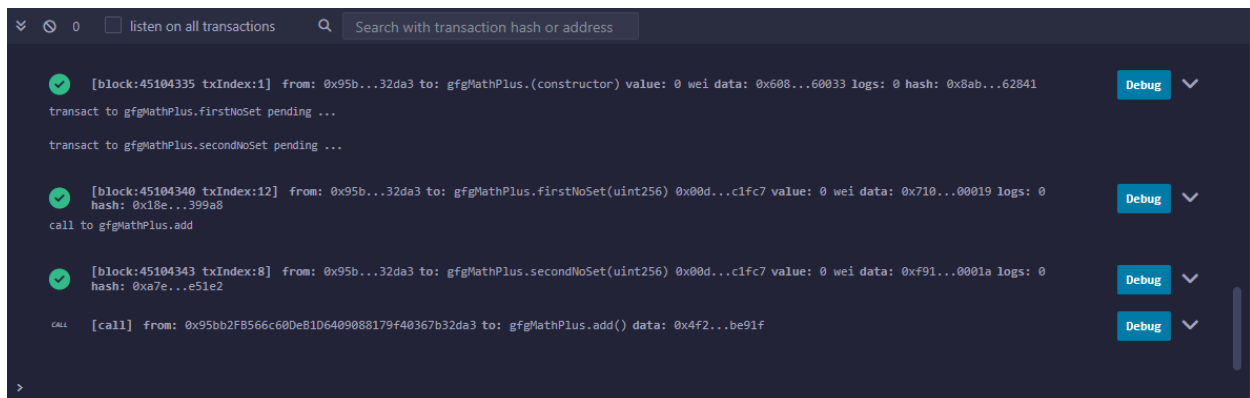 0 listen on all transactions Search with transaction hash or address
[block:45104335 txIndex:1] from: 0x95b...32da3 to: gfgMathPlus.(constructor) value: 0 wei data: 0x608...60033 logs: 0 hash: 0x8ab...62841 Debug
transact to gfgMathPlus.firstNoSet pending ...
transact to gfgMathPlus.secondNoSet pending ...
[block:45104340 txIndex:12] from: 0x95b...32da3 to: gfgMathPlus.firstNoSet(uint256) 0x00d...c1fc7 value: 0 wei data: 0x710...00019 logs: 0 Debug
hash: 0x18e...399a8
call to gfgMathPlus.add
[block:45104343 txIndex:8] from: 0x95b...32da3 to: gfgMathPlus.secondNoSet(uint256) 0x00d...c1fc7 value: 0 wei data: 0xf91...0001a logs: 0 Debug
hash: 0xa7e...e51e2
CALL [call] from: 0x95bb2FB566c60DeB1D6409088179f40367b32da3 to: gfgMathPlus.add() data: 0x4f2...be91f Debug
>